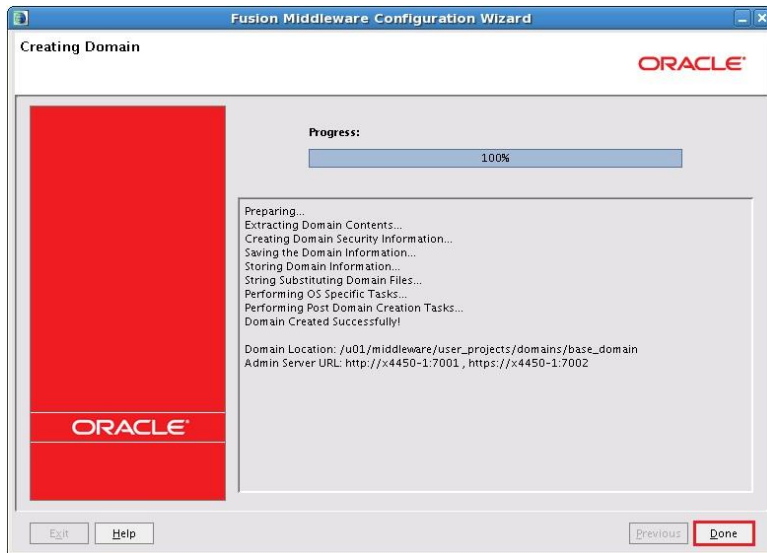 Fusion Middleware Configuration Wizard
Creating Domain
ORACLE®
Progress:
100%
Preparing...
Extracting Domain Contents...
Creating Domain Security Information...
Saving the Domain Information...
Storing Domain Information...
String Substituting Domain Files...
Performing OS Specific Tasks...
Performing Post Domain Creation Tasks...
Domain Created Successfully!
Domain Location: /u01/middleware/user_projects/domains/base_domain
Admin Server URL: http://x4450-1:7001 , https://x4450-1:7002
ORACLE®
Exit Help Previous Done